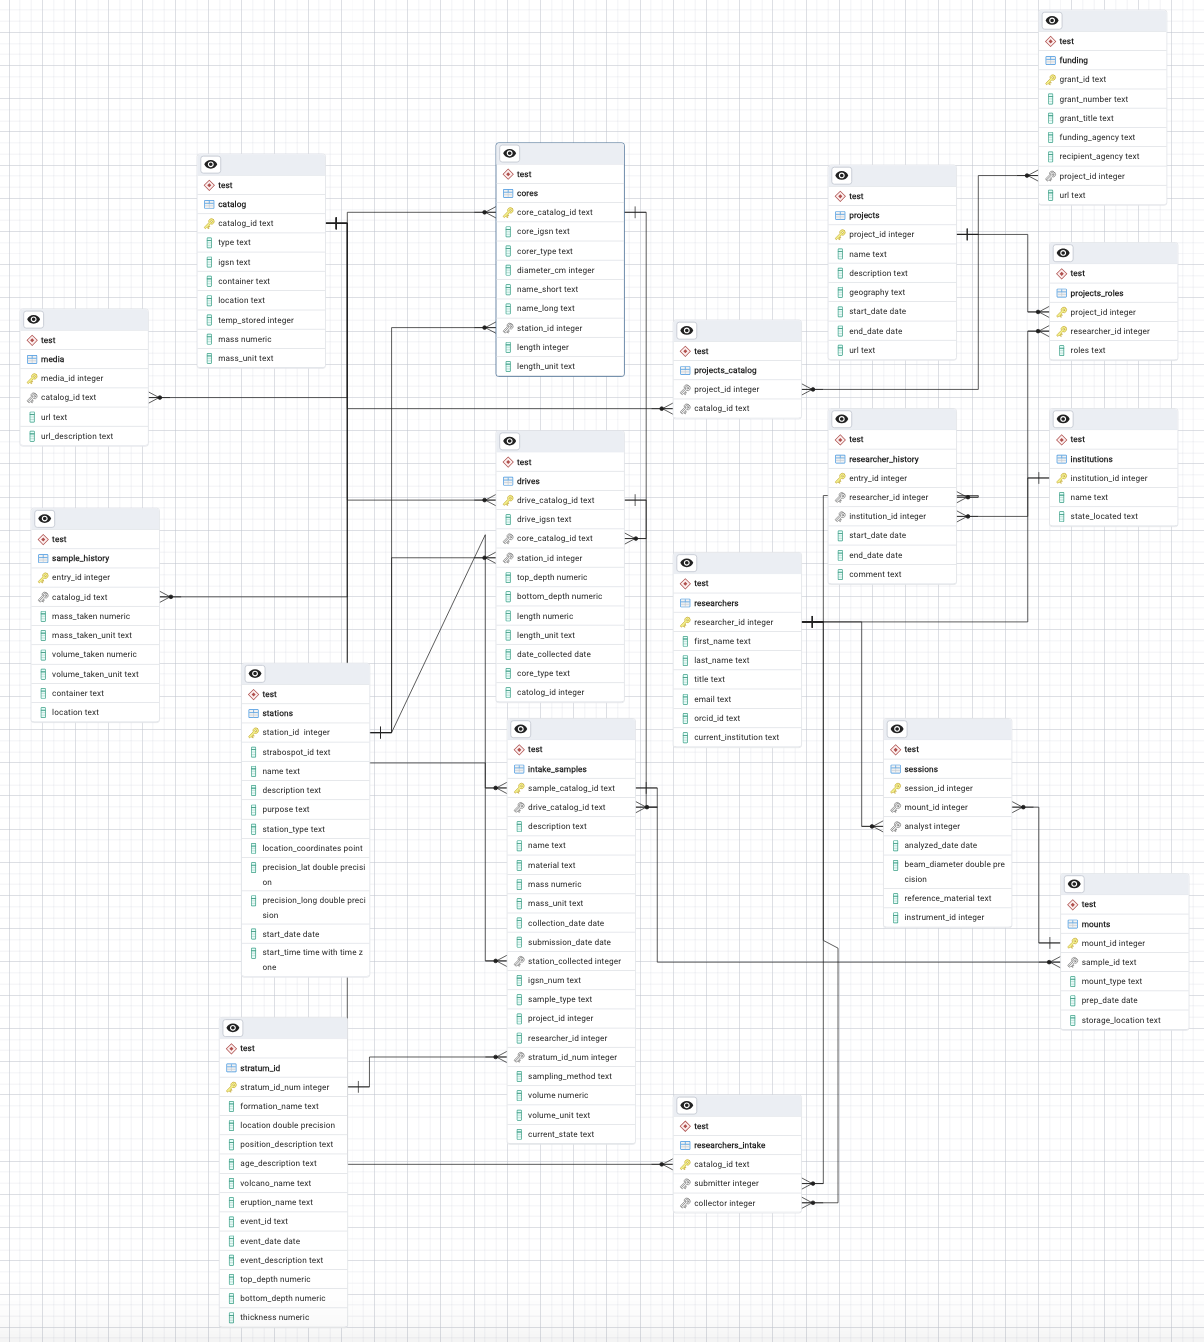 test
funding
grant_id text
grant_number text
grant_title text
funding_agency text
recipient_agency text
project_id integer
url text
test
catalog
catalog_id text
type text
igsn text
container text
location text
temp_stored integer
mass numeric
mass_unit text
test
cores
core_catalog_id text
core_igsn text
corer_type text
diameter_cm integer
name_short text
name_long text
station_id integer
length integer
length_unit text
test
projects
project_id integer
name text
description text
geography text
start_date date
end_date date
url text
test
projects_roles
project_id integer
researcher_id integer
roles text
test
media
media_id integer
catalog_id text
url text
url_description text
test
projects_catalog
project_id integer
catalog_id text
test
drives
drive_catalog_id text
drive_igsn text
core_catalog_id text
station_id integer
top_depth numeric
bottom_depth numeric
length numeric
length_unit text
date_collected date
core_type text
catalog_id integer
test
researcher_history
entry_id integer
researcher_id integer
institution_id integer
start_date date
end_date date
comment text
test
institutions
institution_id integer
name text
state_located text
test
sample_history
entry_id integer
catalog_id text
mass_taken numeric
mass_taken_unit text
volume_taken numeric
volume_taken_unit text
container text
location text
test
researchers
researcher_id integer
first_name text
last_name text
title text
email text
orcid_id text
current_institution text
test
stations
station_id  integer
strabospot_id text
name text
description text
purpose text
station_type text
location_coordinates point
precision_lat double precisi
on
precision_long double preci
sion
start_date date
start_time time with time z
one
test
intake_samples
sample_catalog_id text
drive_catalog_id text
description text
name text
material text
mass numeric
mass_unit text
collection_date date
submission_date date
station_collected integer
igsn_num text
sample_type text
project_id integer
researcher_id integer
stratum_id_num integer
sampling_method text
volume numeric
volume_unit text
current_state text
test
sessions
session_id integer
mount_id integer
analyst integer
analyzed_date date
beam_diameter double pre
cision
reference_material text
instrument_id integer
test
mounts
mount_id integer
sample_id text
mount_type text
prep_date date
storage_location text
test
stratum_id
stratum_id_num integer
formation_name text
location double precision
position_description text
age_description text
volcano_name text
eruption_name text
event_id text
event_date date
event_description text
top_depth numeric
bottom_depth numeric
thickness numeric
test
researchers_intake
catalog_id text
submitter integer
collector integer